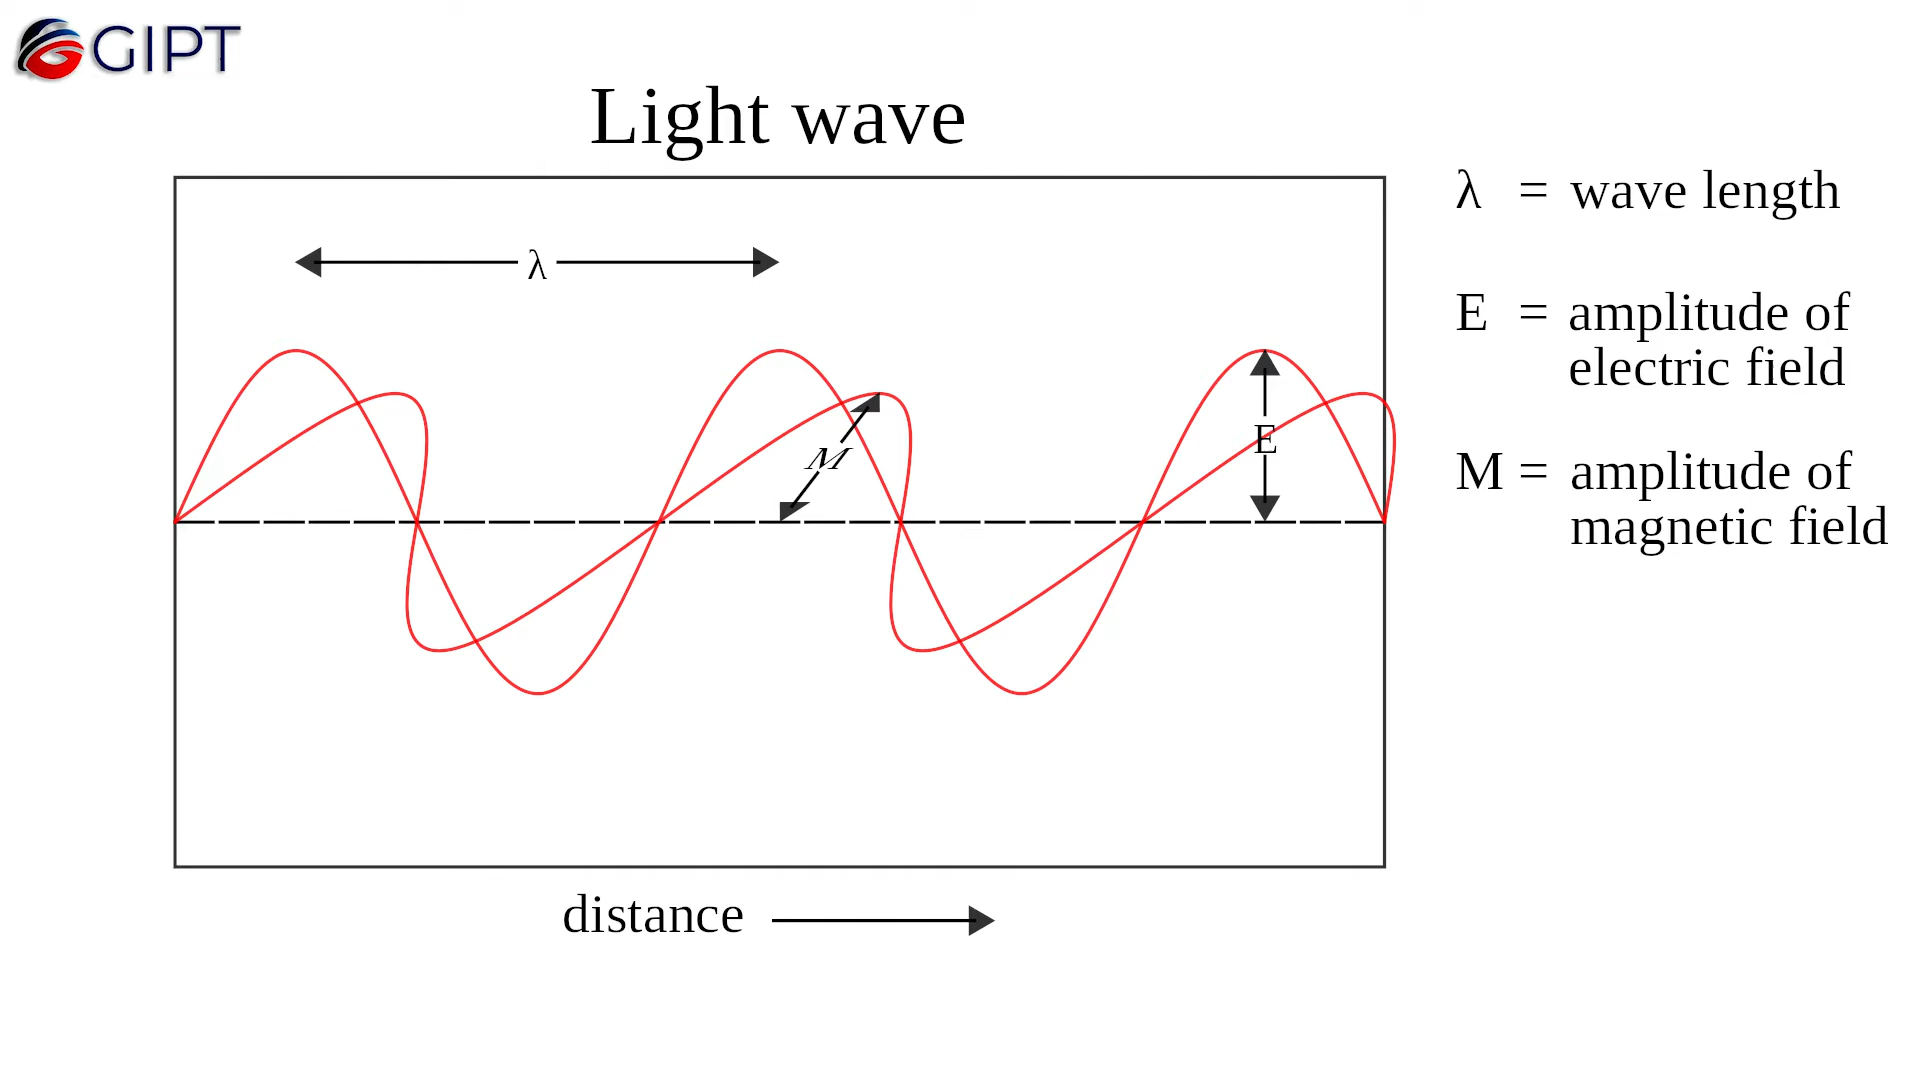 GIPT
Light wave
λ = wave length
λ
E = amplitude of
electric field
M
E
M = amplitude of
magnetic field
distance